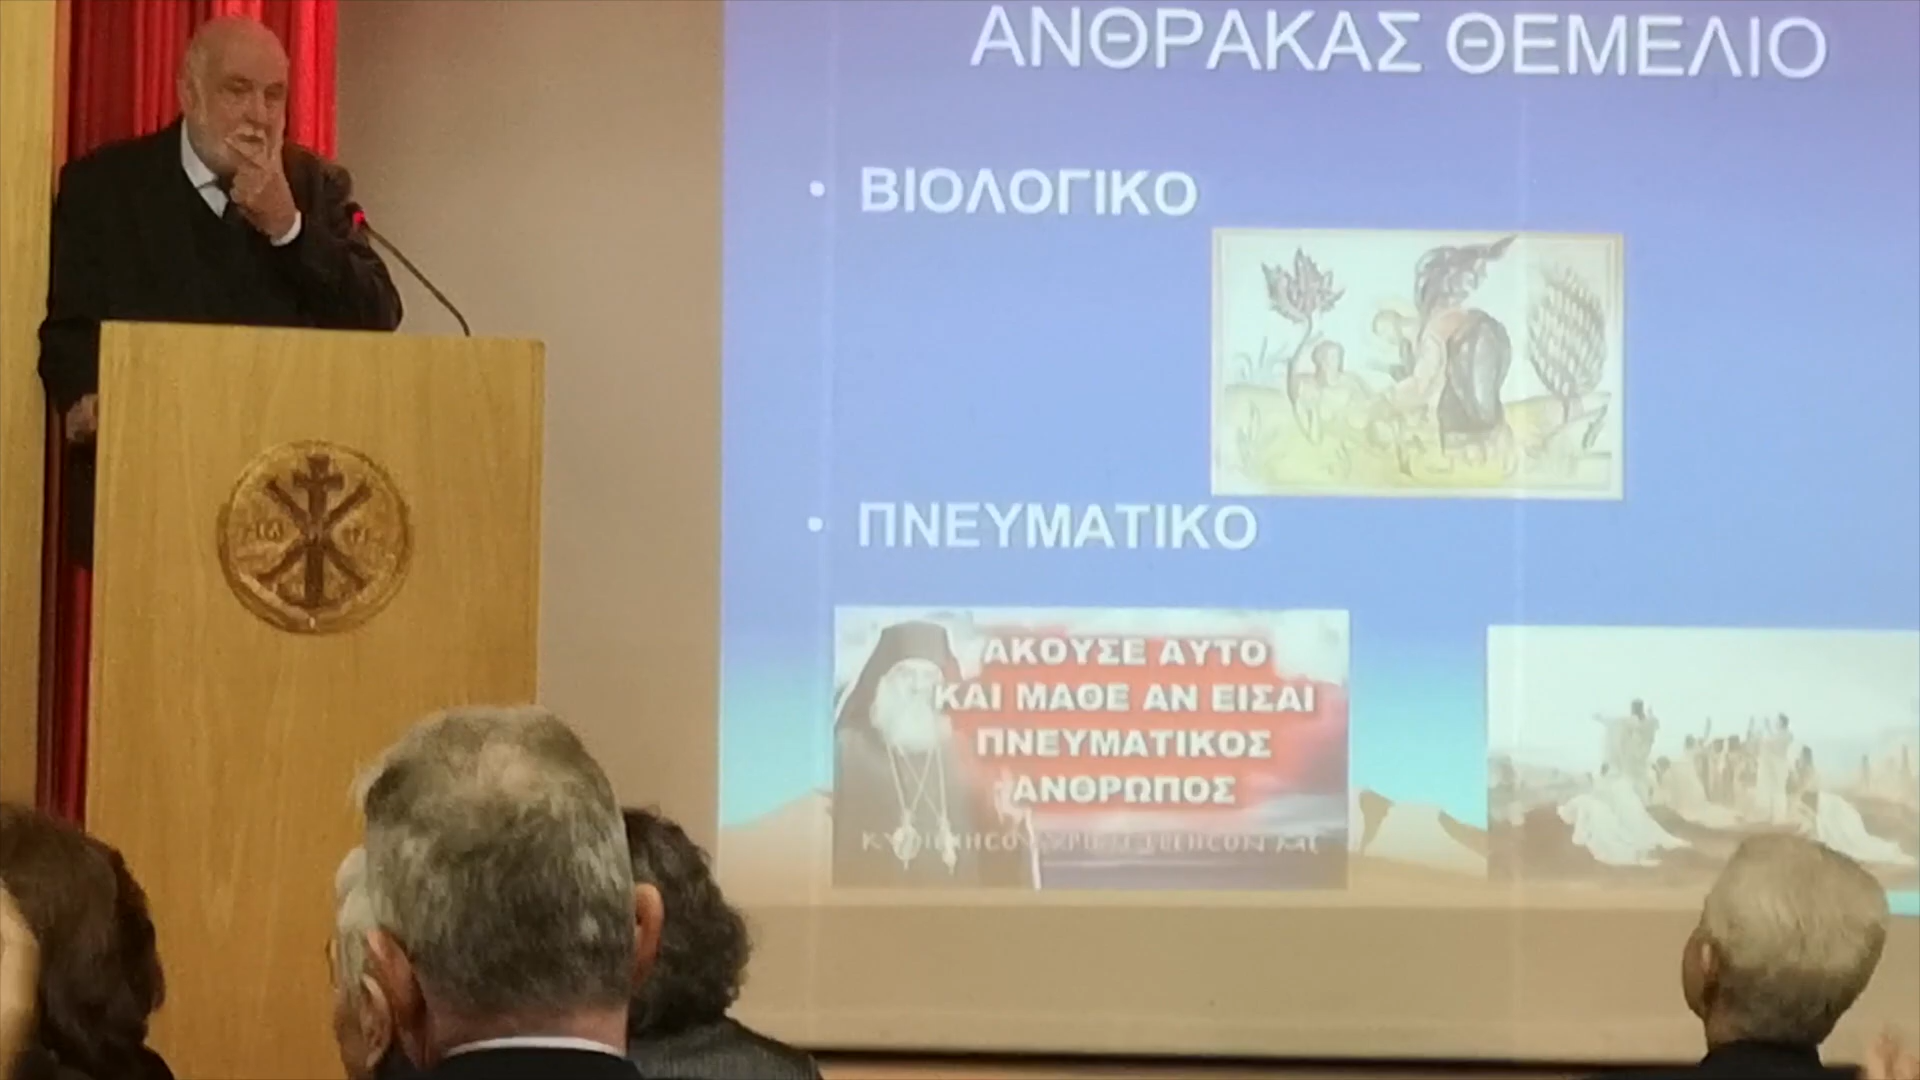 ΑΝΘΡΑΚΑΣ ΘΕΜΕΛΙΟ
• ΒΙΟΛΟΓΙΚΟ
• ΠΝΕΥΜΑΤΙΚΟ
ΑΚΟΥΣΕ ΑΥΤΟ
ΚΑΙ ΜΑΘΕ ΑΝ ΕΙΣΑΙ
ΠΝΕΥΜΑΤΙΚΟΣ
ΑΝΘΡΩΠΟΣ